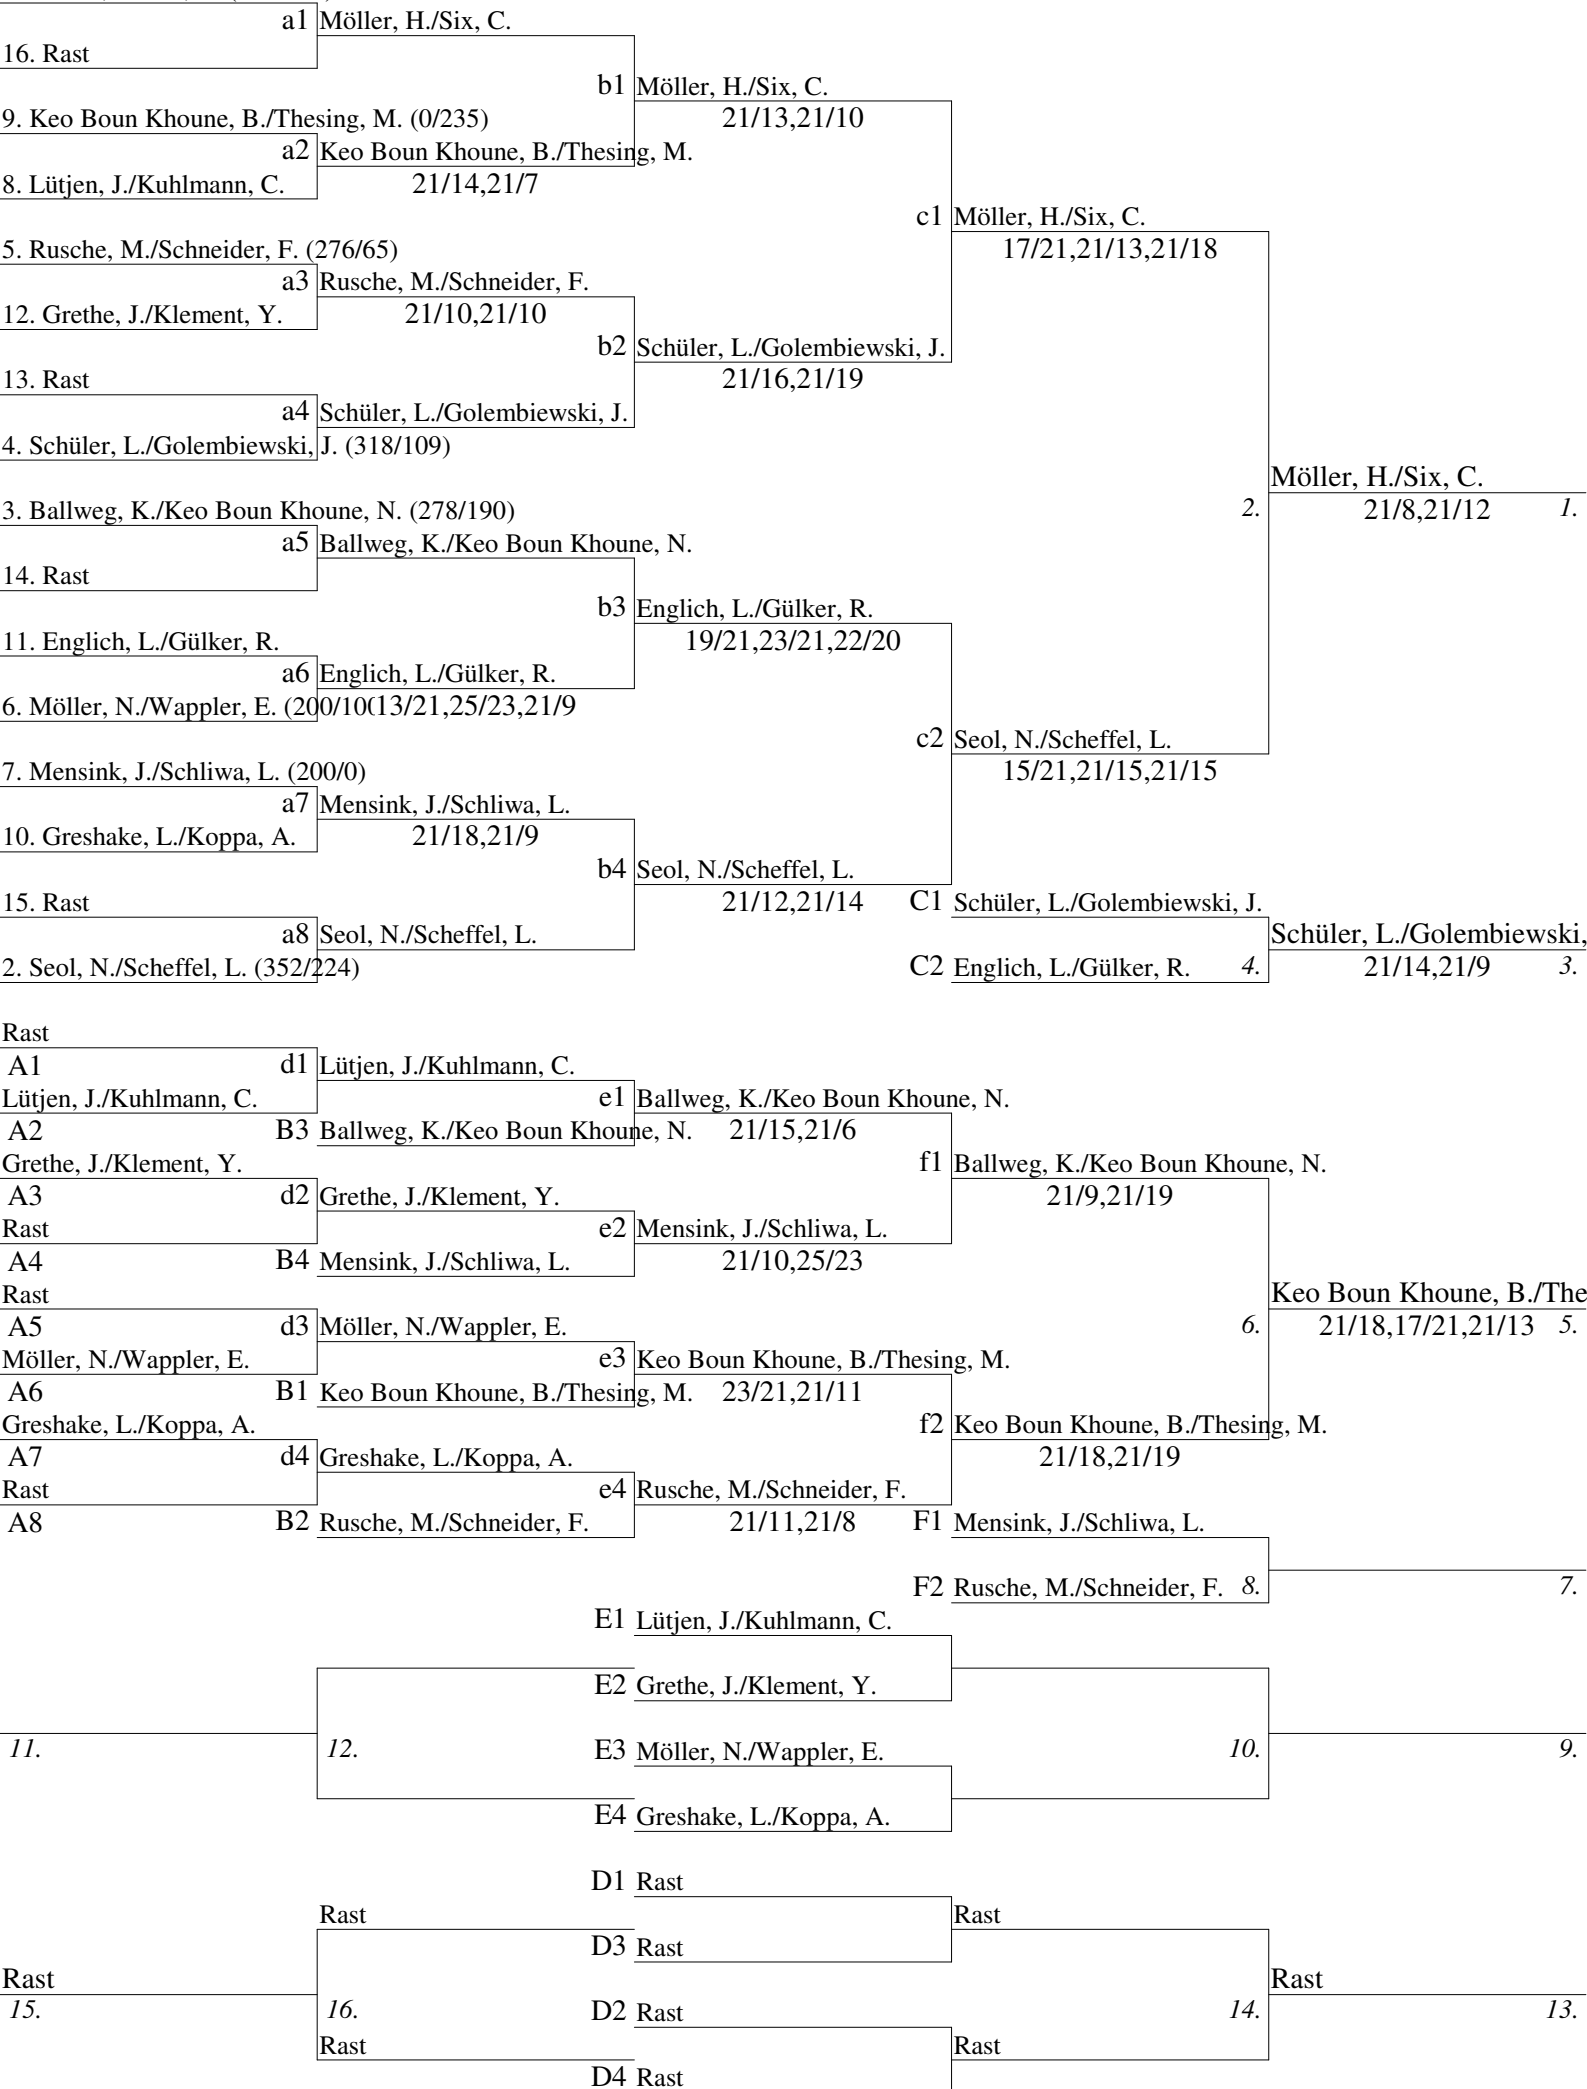 a1 Möller, H./Six, C.
16. Rast
b1 Möller, H./Six, C.
9. Keo Boun Khoune, B./Thesing, M. (0/235)
21/13,21/10
a2 Keo Boun Khoune, B./Thesing, M.
8. Lütjen, J./Kuhlmann, C.
21/14,21/7
c1 Möller, H./Six, C.
5. Rusche, M./Schneider, F. (276/65)
17/21,21/13,21/18
a3 Rusche, M./Schneider, F.
12. Grethe, J./Klement, Y.
21/10,21/10
b2 Schüler, L./Golembiewski, J.
13. Rast
21/16,21/19
a4 Schüler, L./Golembiewski, J.
4. Schüler, L./Golembiewski, J. (318/109)
Möller, H./Six, C.
3. Ballweg, K./Keo Boun Khoune, N. (278/190)
2.
21/8,21/12
1.
a5 Ballweg, K./Keo Boun Khoune, N.
14. Rast
b3 Englich, L./Gülker, R.
11. Englich, L./Gülker, R.
19/21,23/21,22/20
a6 Englich, L./Gülker, R.
6. Möller, N./Wappler, E. (200/10(
13/21,25/23,21/9
c2 Seol, N./Scheffel, L.
7. Mensink, J./Schliwa, L. (200/0)
15/21,21/15,21/15
a7 Mensink, J./Schliwa, L.
10. Greshake, L./Koppa, A.
21/18,21/9
b4 Seol, N./Scheffel, L.
15. Rast
21/12,21/14
C1 Schüler, L./Golembiewski, J.
a8 Seol, N./Scheffel, L.
Schüler, L./Golembiewski,
2. Seol, N./Scheffel, L. (352/224)
C2 Englich, L./Gülker, R.
4.
21/14,21/9
3.
Rast
A1
d1 Lütjen, J./Kuhlmann, C.
Lütjen, J./Kuhlmann, C.
e1 Ballweg, K./Keo Boun Khoune, N.
A2
B3 Ballweg, K./Keo Boun Khoune, N.
21/15,21/6
Grethe, J./Klement, Y.
f1 Ballweg, K./Keo Boun Khoune, N.
A3
d2 Grethe, J./Klement, Y.
21/9,21/19
Rast
e2 Mensink, J./Schliwa, L.
A4
B4 Mensink, J./Schliwa, L.
21/10,25/23
Rast
Keo Boun Khoune, B./The
A5
d3 Möller, N./Wappler, E.
6.
21/18,17/21,21/13
5.
Möller, N./Wappler, E.
e3 Keo Boun Khoune, B./Thesing, M.
A6
B1 Keo Boun Khoune, B./Thesing, M.
23/21,21/11
Greshake, L./Koppa, A.
f2 Keo Boun Khoune, B./Thesing, M.
A7
d4 Greshake, L./Koppa, A.
21/18,21/19
Rast
e4 Rusche, M./Schneider, F.
A8
B2 Rusche, M./Schneider, F.
21/11,21/8
F1 Mensink, J./Schliwa, L.
F2 Rusche, M./Schneider, F.
8.
7.
E1 Lütjen, J./Kuhlmann, C.
E2 Grethe, J./Klement, Y.
11.
12.
E3 Möller, N./Wappler, E.
10.
9.
E4 Greshake, L./Koppa, A.
D1 Rast
Rast
Rast
D3 Rast
Rast
Rast
15.
16.
D2 Rast
14.
13.
Rast
Rast
D4 Rast